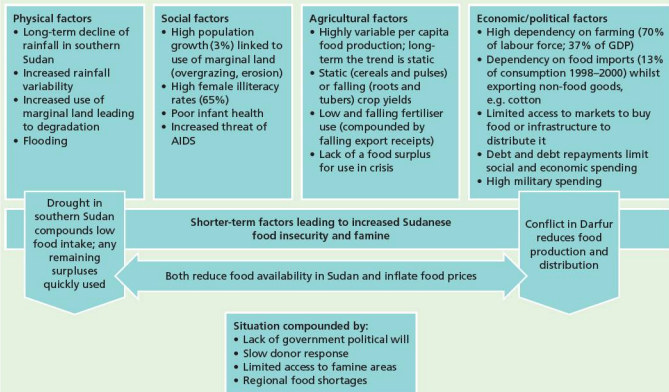 Physical factors
• Long-term decline of
rainfall in southern
Sudan
• Increased rainfall
variability
• Increased use of
marginal land leading
to degradation
• Flooding
Social factors
• High population
growth (3%) linked to
use of marginal land
(overgrazing, erosion)
• High female illiteracy
rates (65%)
• Poor infant health
• Increased threat of
AIDS
Agricultural factors
• Highly variable per capita
food production; long-
term the trend is static
• Static (cereals and pulses)
or falling (roots and
tubers) crop yields
• Low and falling fertiliser
use (compounded by
falling export receipts)
• Lack of a food surplus
for use in crisis
Economic/political factors
• High dependency on farming (70%
of labour force; 37% of GDP)
• Dependency on food imports (13%
of consumption 1998–2000) whilst
exporting non-food goods,
e.g. cotton
• Limited access to markets to buy
food or infrastructure to
distribute it
• Debt and debt repayments limit
social and economic spending
• High military spending
Drought in
southern Sudan
compounds low
food intake; any
remaining
surpluses
quickly used
Shorter-term factors leading to increased Sudanese
food insecurity and famine
Conflict in Darfur
reduces food
production and
distribution
Both reduce food availability in Sudan and inflate food prices
Situation compounded by:
• Lack of government political will
• Slow donor response
• Limited access to famine areas
• Regional food shortages